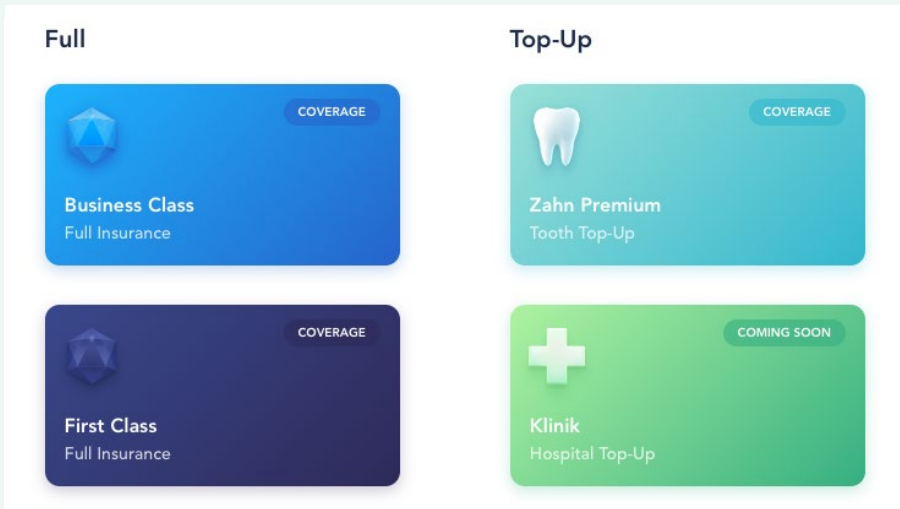 Full
COVERAGE
Business Class
Full Insurance
COVERAGE
First Class
Full Insurance
Top-Up
COVERAGE
Zahn Premium
Tooth Top-Up
COMING SOON
Klinik
Hospital Top-Up